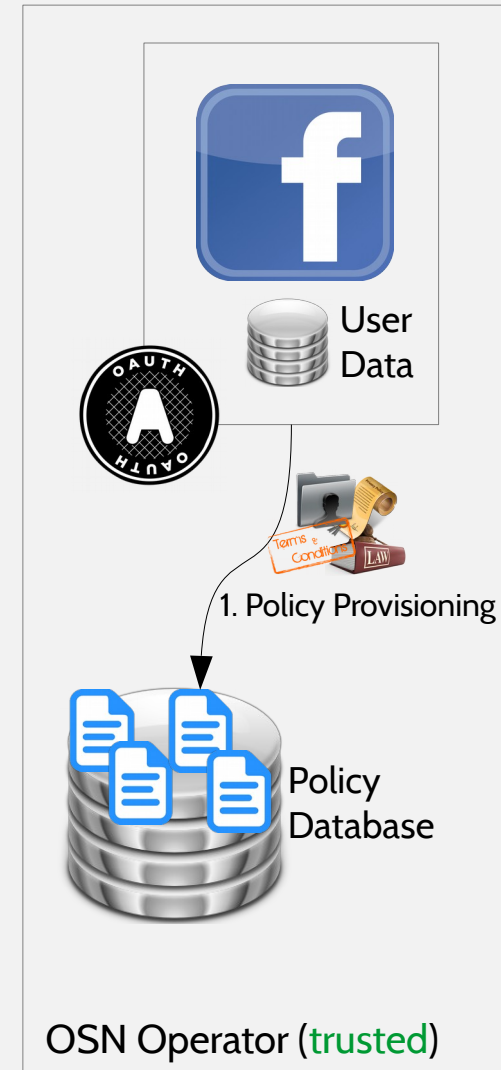 f
User
Data
OAUTH
A
OAUTH
Terms &
Conditions
LAW
1. Policy Provisioning
Policy
Database
OSN Operator (trusted)